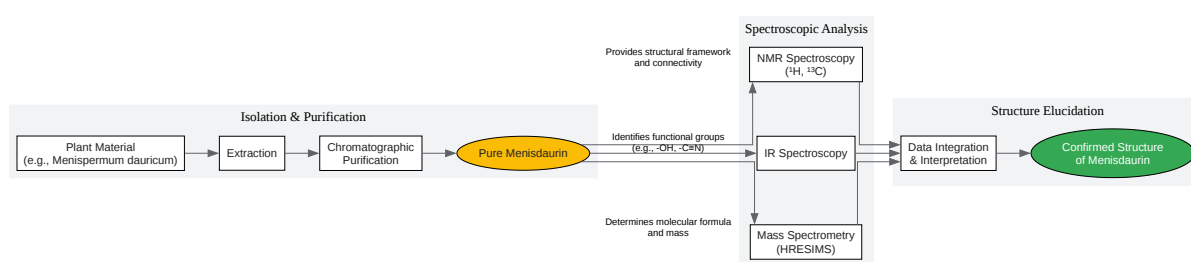 Isolation & Purification
Plant Material
(e.g., Menispermum dauricum)
Extraction
Chromatographic
Purification
Pure Menisdaurin
Provides structural framework
and connectivity
Identifies functional groups
(e.g., -OH, -C≡N)
Determines molecular formula
and mass
Spectroscopic Analysis
NMR Spectroscopy
(¹H, ¹³C)
IR Spectroscopy
Mass Spectrometry
(HRESIMS)
Structure Elucidation
Data Integration
& Interpretation
Confirmed Structure
of Menisdaurin